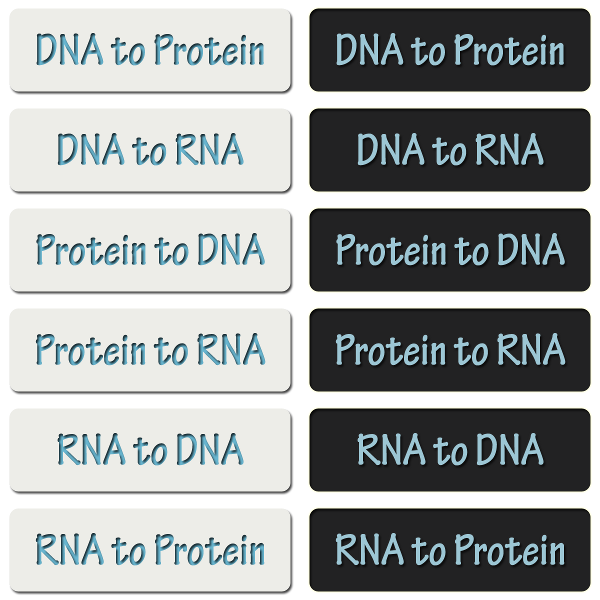 DNA to Protein DNA to Protein
DNA to RNA DNA to RNA
Protein to DNA Protein to DNA
Protein to RNA Protein to RNA
RNA to DNA RNA to DNA
RNA to Protein RNA to Protein